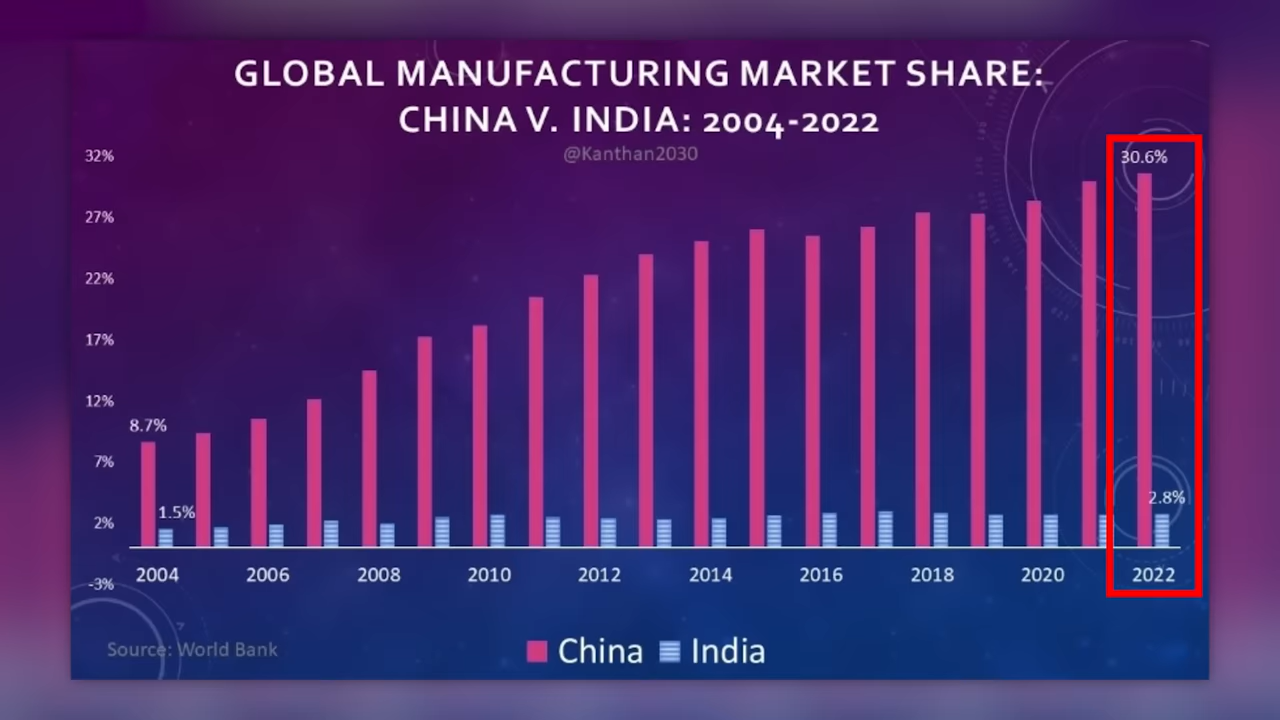 GLOBAL MANUFACTURING MARKET SHARE:
CHINA V. INDIA: 2004-2022
@Kanthan2030
32%
27%
22%
17%
12%
7%
2%
-3%
8.7%
1.5%
30.6%
2.8%
2004 2006 2008 2010 2012 2014 2016 2018 2020 2022
Source: World Bank
China India